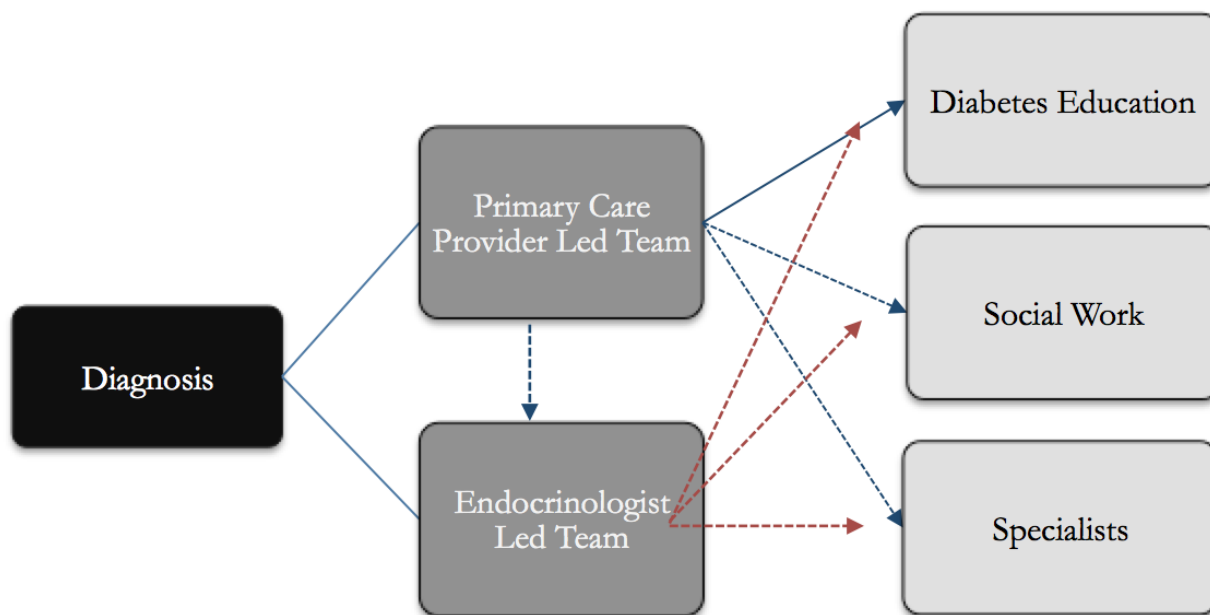 Diagnosis
Primary Care
Provider Led Team
Endocrinologist
Led Team
Diabetes Education
Social Work
Specialists